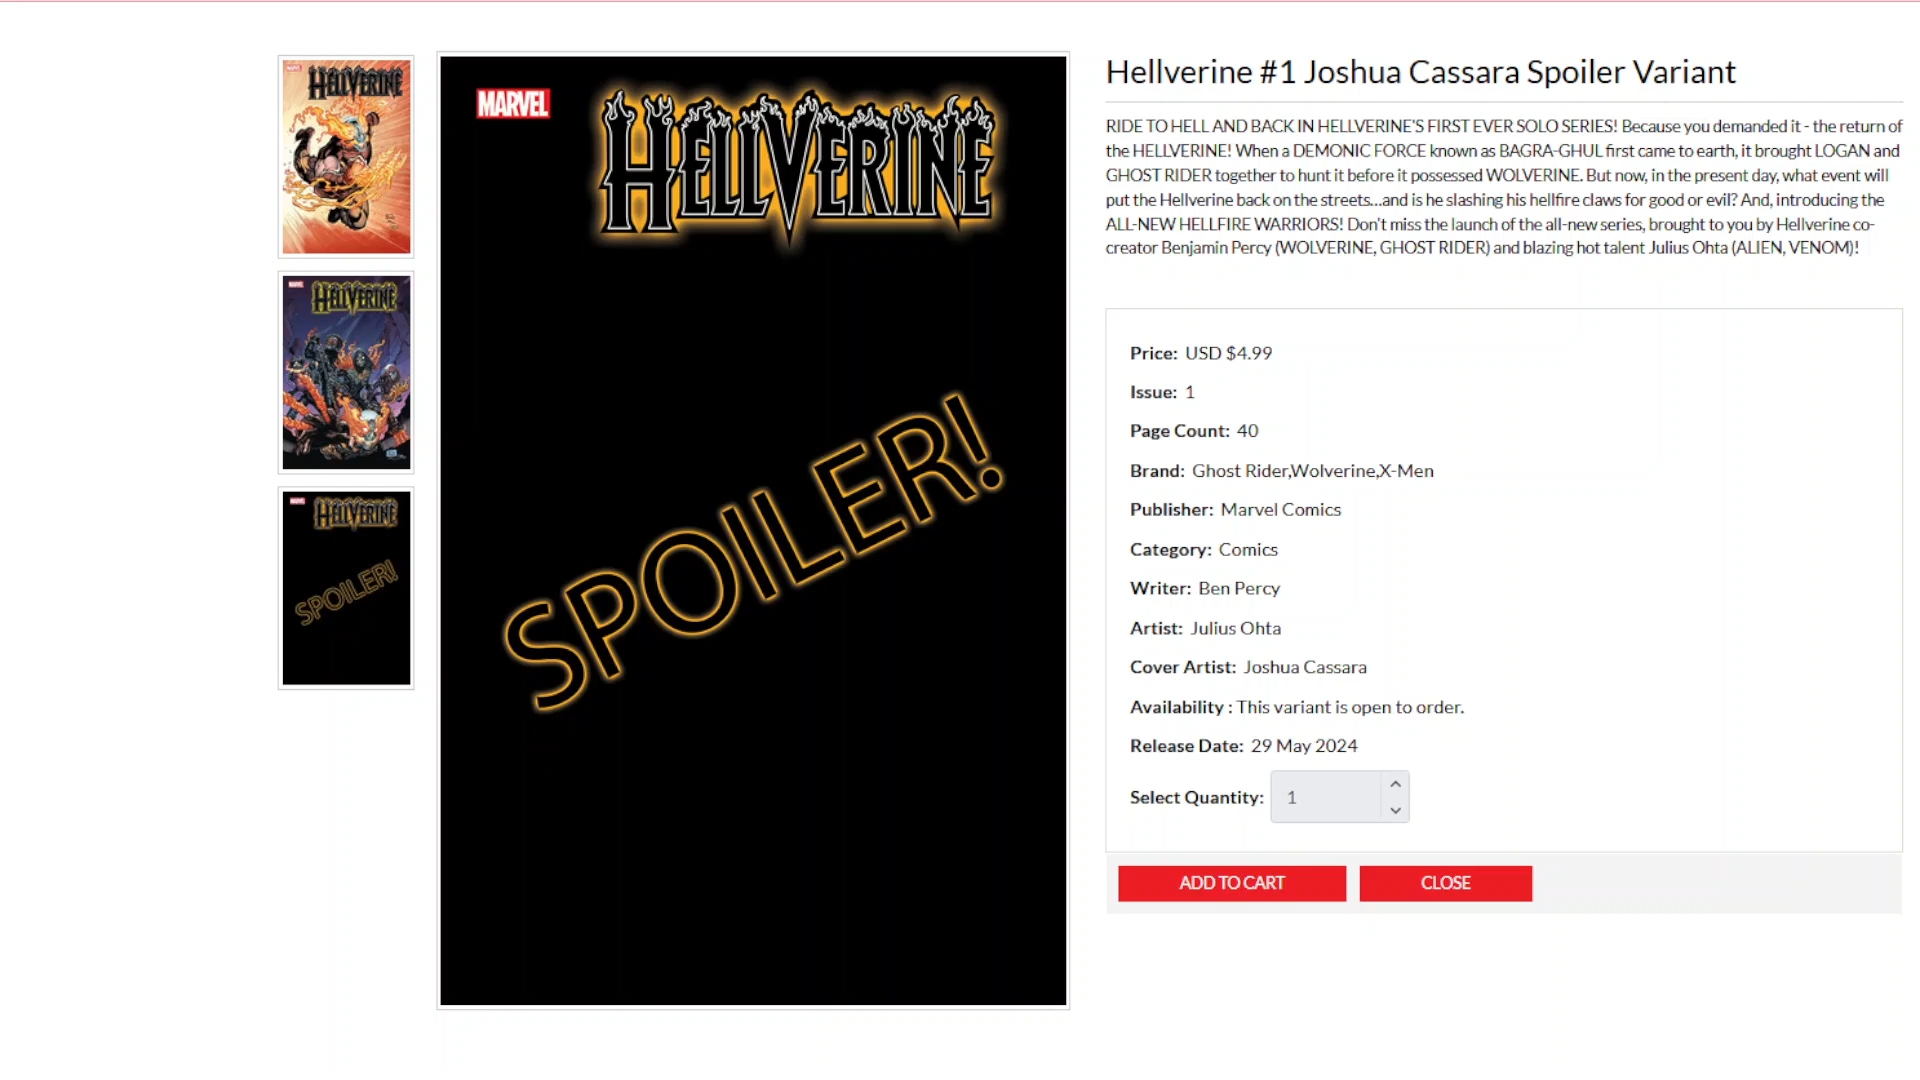 MARVEL
HELLVERINE
MARVEL
HELLVERINE
MARVEL
HELLVERINE
SPOILER!
MARVEL
HELLVERINE
SPOILER!
Hellverine #1 Joshua Cassara Spoiler Variant
RIDE TO HELL AND BACK IN HELLVERINE'S FIRST EVER SOLO SERIES! Because you demanded it - the return of
the HELLVERINE! When a DEMONIC FORCE known as BAGRA-GHUL first came to earth, it brought LOGAN and
GHOST RIDER together to hunt it before it possessed WOLVERINE. But now, in the present day, what event will
put the Hellverine back on the streets...and is he slashing his hellfire claws for good or evil? And, introducing the
ALL-NEW HELLFIRE WARRIORS! Don't miss the launch of the all-new series, brought to you by Hellverine co-
creator Benjamin Percy (WOLVERINE, GHOST RIDER) and blazing hot talent Julius Ohta (ALIEN, VENOM)!
Price: USD $4.99
Issue: 1
Page Count: 40
Brand: Ghost Rider,Wolverine,X-Men
Publisher: Marvel Comics
Category: Comics
Writer: Ben Percy
Artist: Julius Ohta
Cover Artist: Joshua Cassara
Availability : This variant is open to order.
Release Date: 29 May 2024
Select Quantity: 1
ADD TO CART
CLOSE